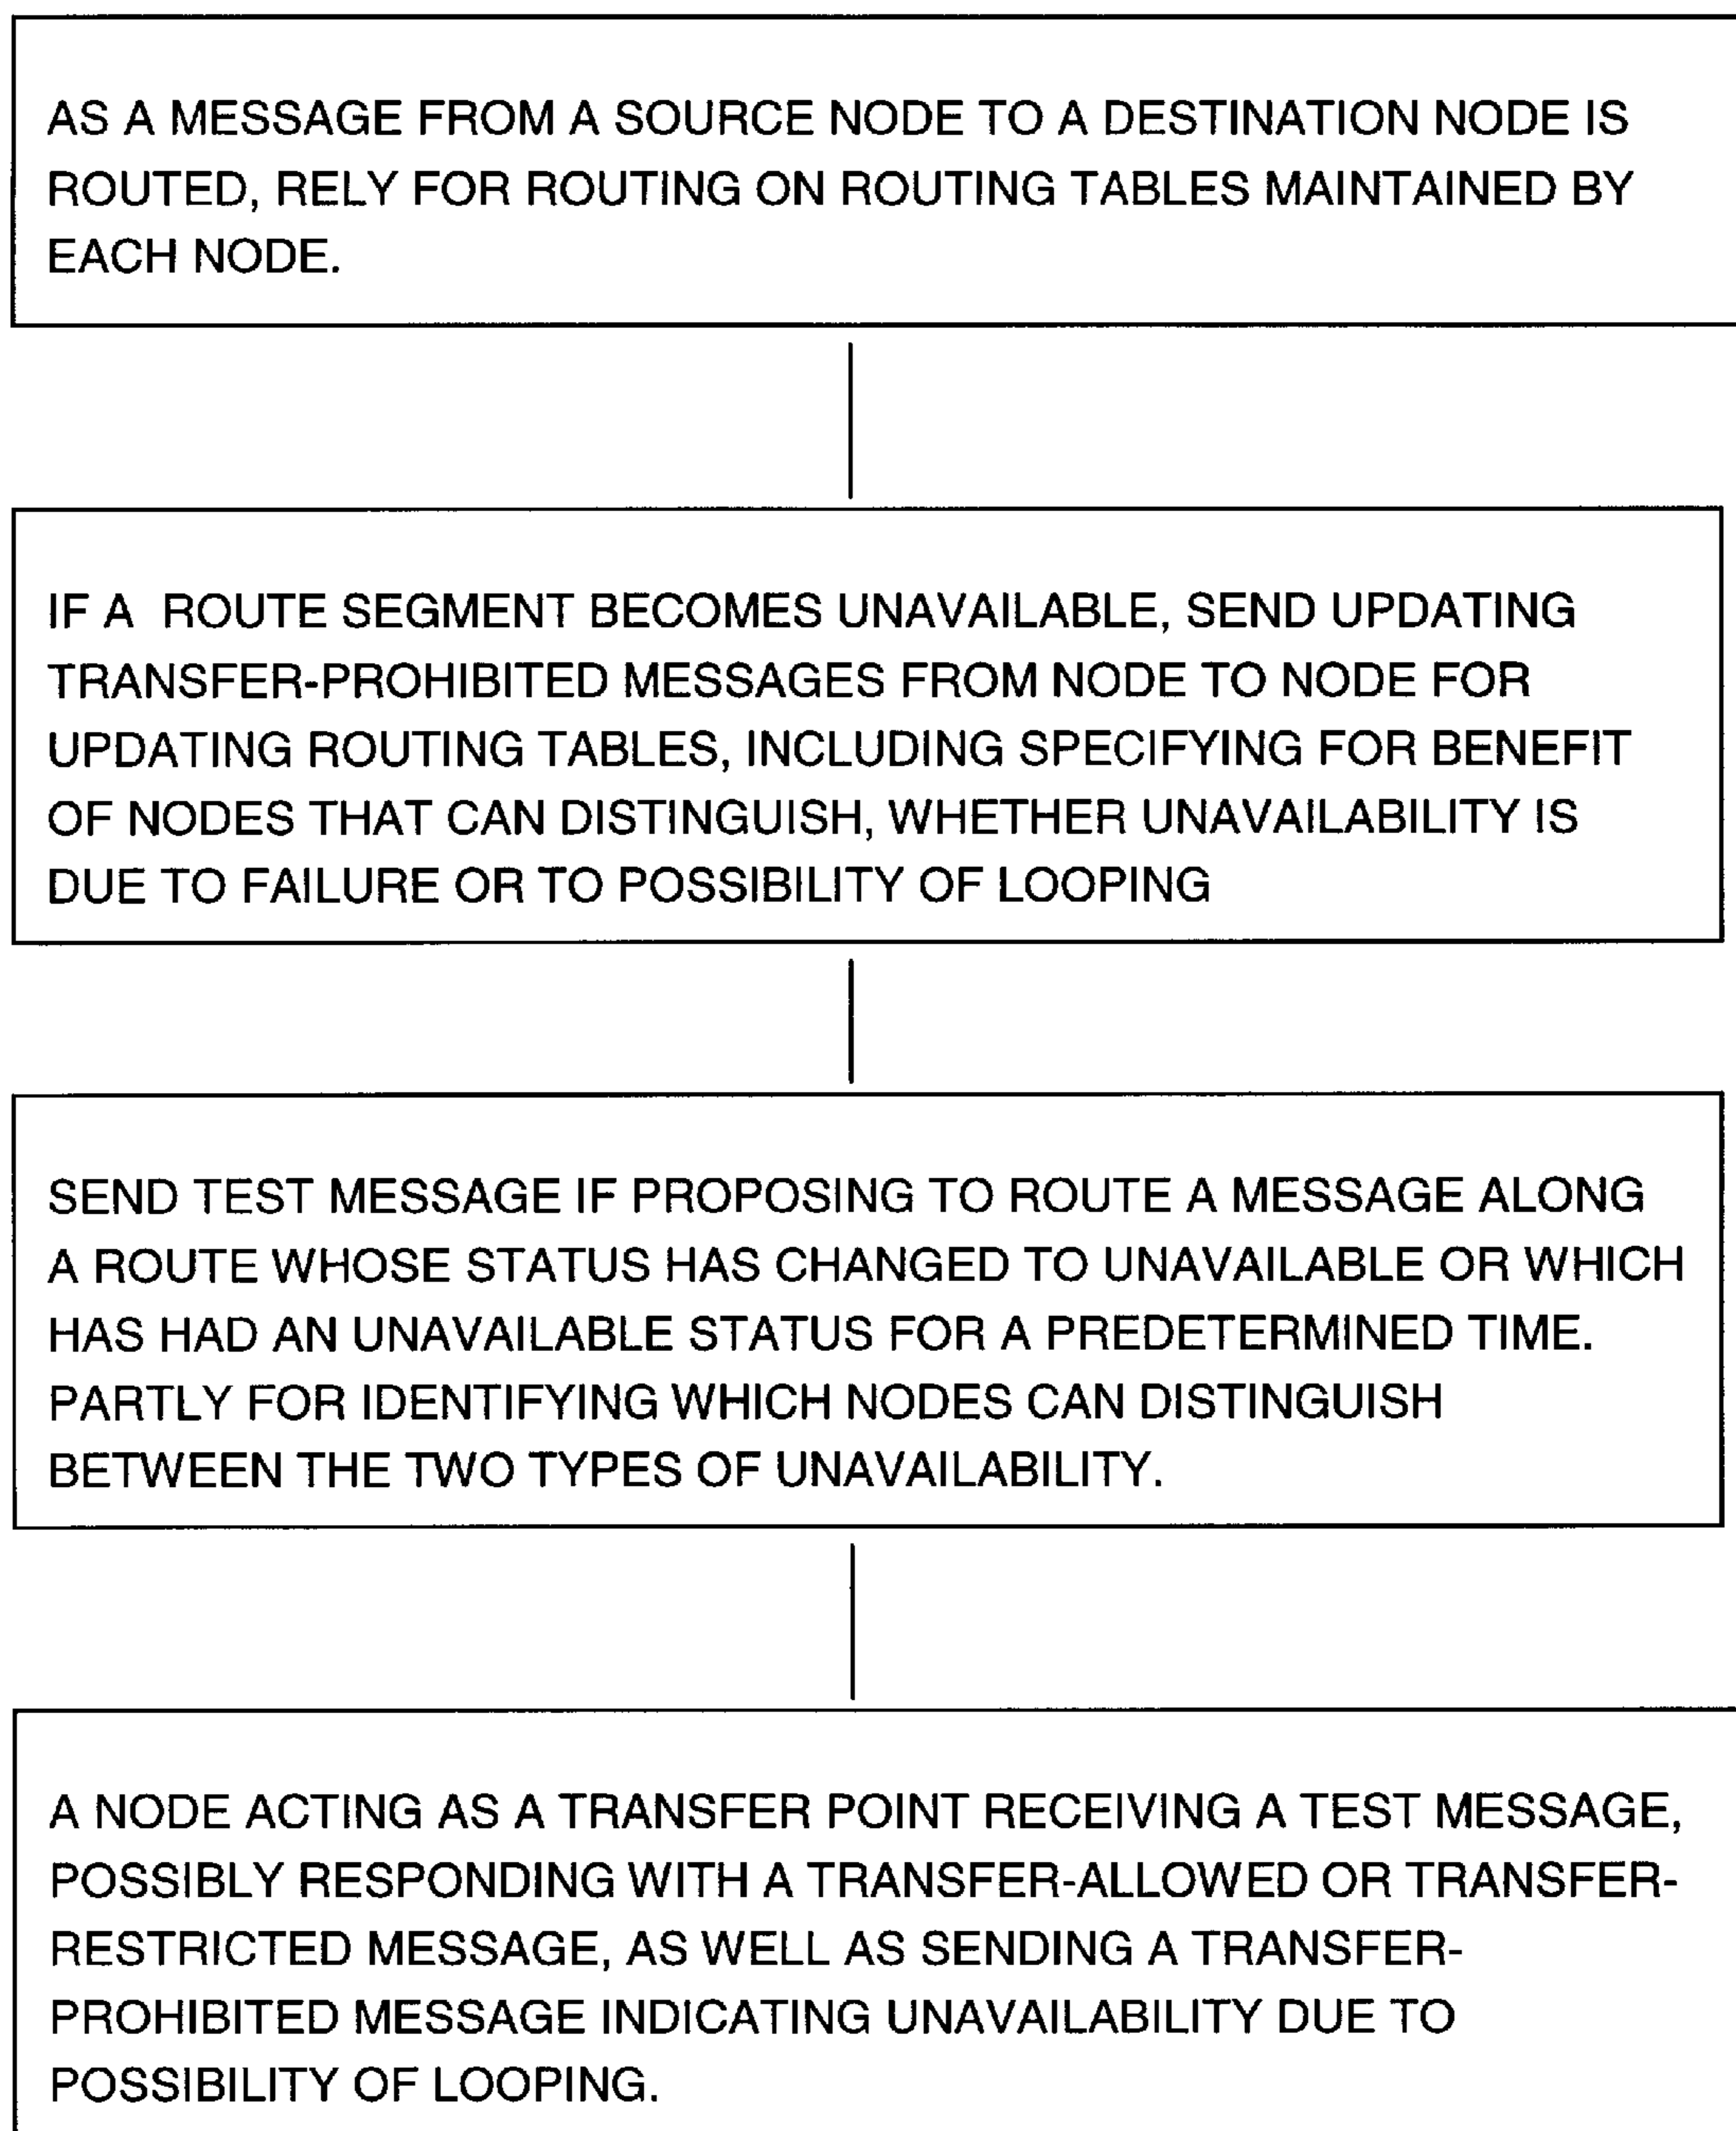 AS A MESSAGE FROM A SOURCE NODE TO A DESTINATION NODE IS
ROUTED, RELY FOR ROUTING ON ROUTING TABLES MAINTAINED BY
EACH NODE.
IF A ROUTE SEGMENT BECOMES UNAVAILABLE, SEND UPDATING
TRANSFER-PROHIBITED MESSAGES FROM NODE TO NODE FOR
UPDATING ROUTING TABLES, INCLUDING SPECIFYING FOR BENEFIT
OF NODES THAT CAN DISTINGUISH, WHETHER UNAVAILABILITY IS
DUE TO FAILURE OR TO POSSIBILITY OF LOOPING
SEND TEST MESSAGE IF PROPOSING TO ROUTE A MESSAGE ALONG
A ROUTE WHOSE STATUS HAS CHANGED TO UNAVAILABLE OR WHICH
HAS HAD AN UNAVAILABLE STATUS FOR A PREDETERMINED TIME.
PARTLY FOR IDENTIFYING WHICH NODES CAN DISTINGUISH
BETWEEN THE TWO TYPES OF UNAVAILABILITY.
A NODE ACTING AS A TRANSFER POINT RECEIVING A TEST MESSAGE,
POSSIBLY RESPONDING WITH A TRANSFER-ALLOWED OR TRANSFER-
RESTRICTED MESSAGE, AS WELL AS SENDING A TRANSFER-
PROHIBITED MESSAGE INDICATING UNAVAILABILITY DUE TO
POSSIBILITY OF LOOPING.